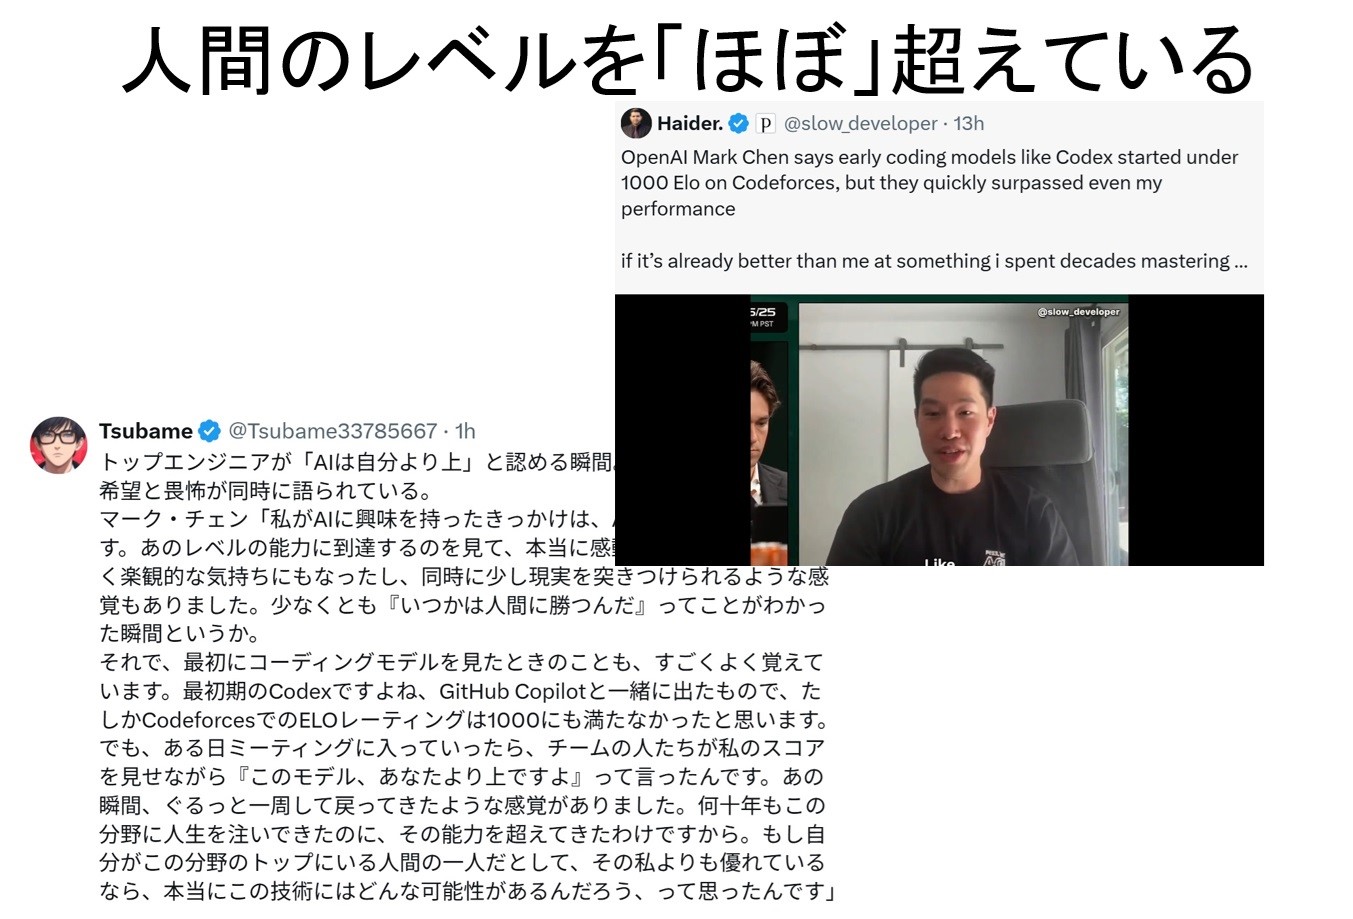 人間のレベルを「ほぼ」超えている
Haider. P @slow_developer · 13h
OpenAI Mark Chen says early coding models like Codex started under
1000 Elo on Codeforces, but they quickly surpassed even my
performance
if it's already better than me at something i spent decades mastering ...
5/25
PM PST
@slow_developer
Like
Tsubame @Tsubame33785667 · 1h
トップエンジニアが「AIは自分より上」と認める瞬間
希望と畏怖が同時に語られている。
マーク・チェン「私がAIに興味を持ったきっかけは、
す。あのレベルの能力に到達するのを見て、本当に感
く楽観的な気持ちにもなったし、同時に少し現実を突きつけられるような感
覚もありました。少なくとも『いつかは人間に勝つんだ』ってことがわかっ
た瞬間というか。
それで、最初にコーディングモデルを見たときのことも、すごくよく覚えて
います。最初期のCodexですよね、GitHub Copilotと一緒に出たもので、た
しかCodeforcesでのELOレーティングは1000にも満たなかったと思います。
でも、ある日ミーティングに入っていったら、チームの人たちが私のスコア
を見せながら『このモデル、あなたより上ですよ』って言ったんです。あの
瞬間、ぐるっと一周して戻ってきたような感覚がありました。何十年もこの
分野に人生を注いできたのに、その能力を超えてきたわけですから。もし自
分がこの分野のトップにいる人間の一人だとして、その私よりも優れている
なら、本当にこの技術にはどんな可能性があるんだろう、って思ったんです」